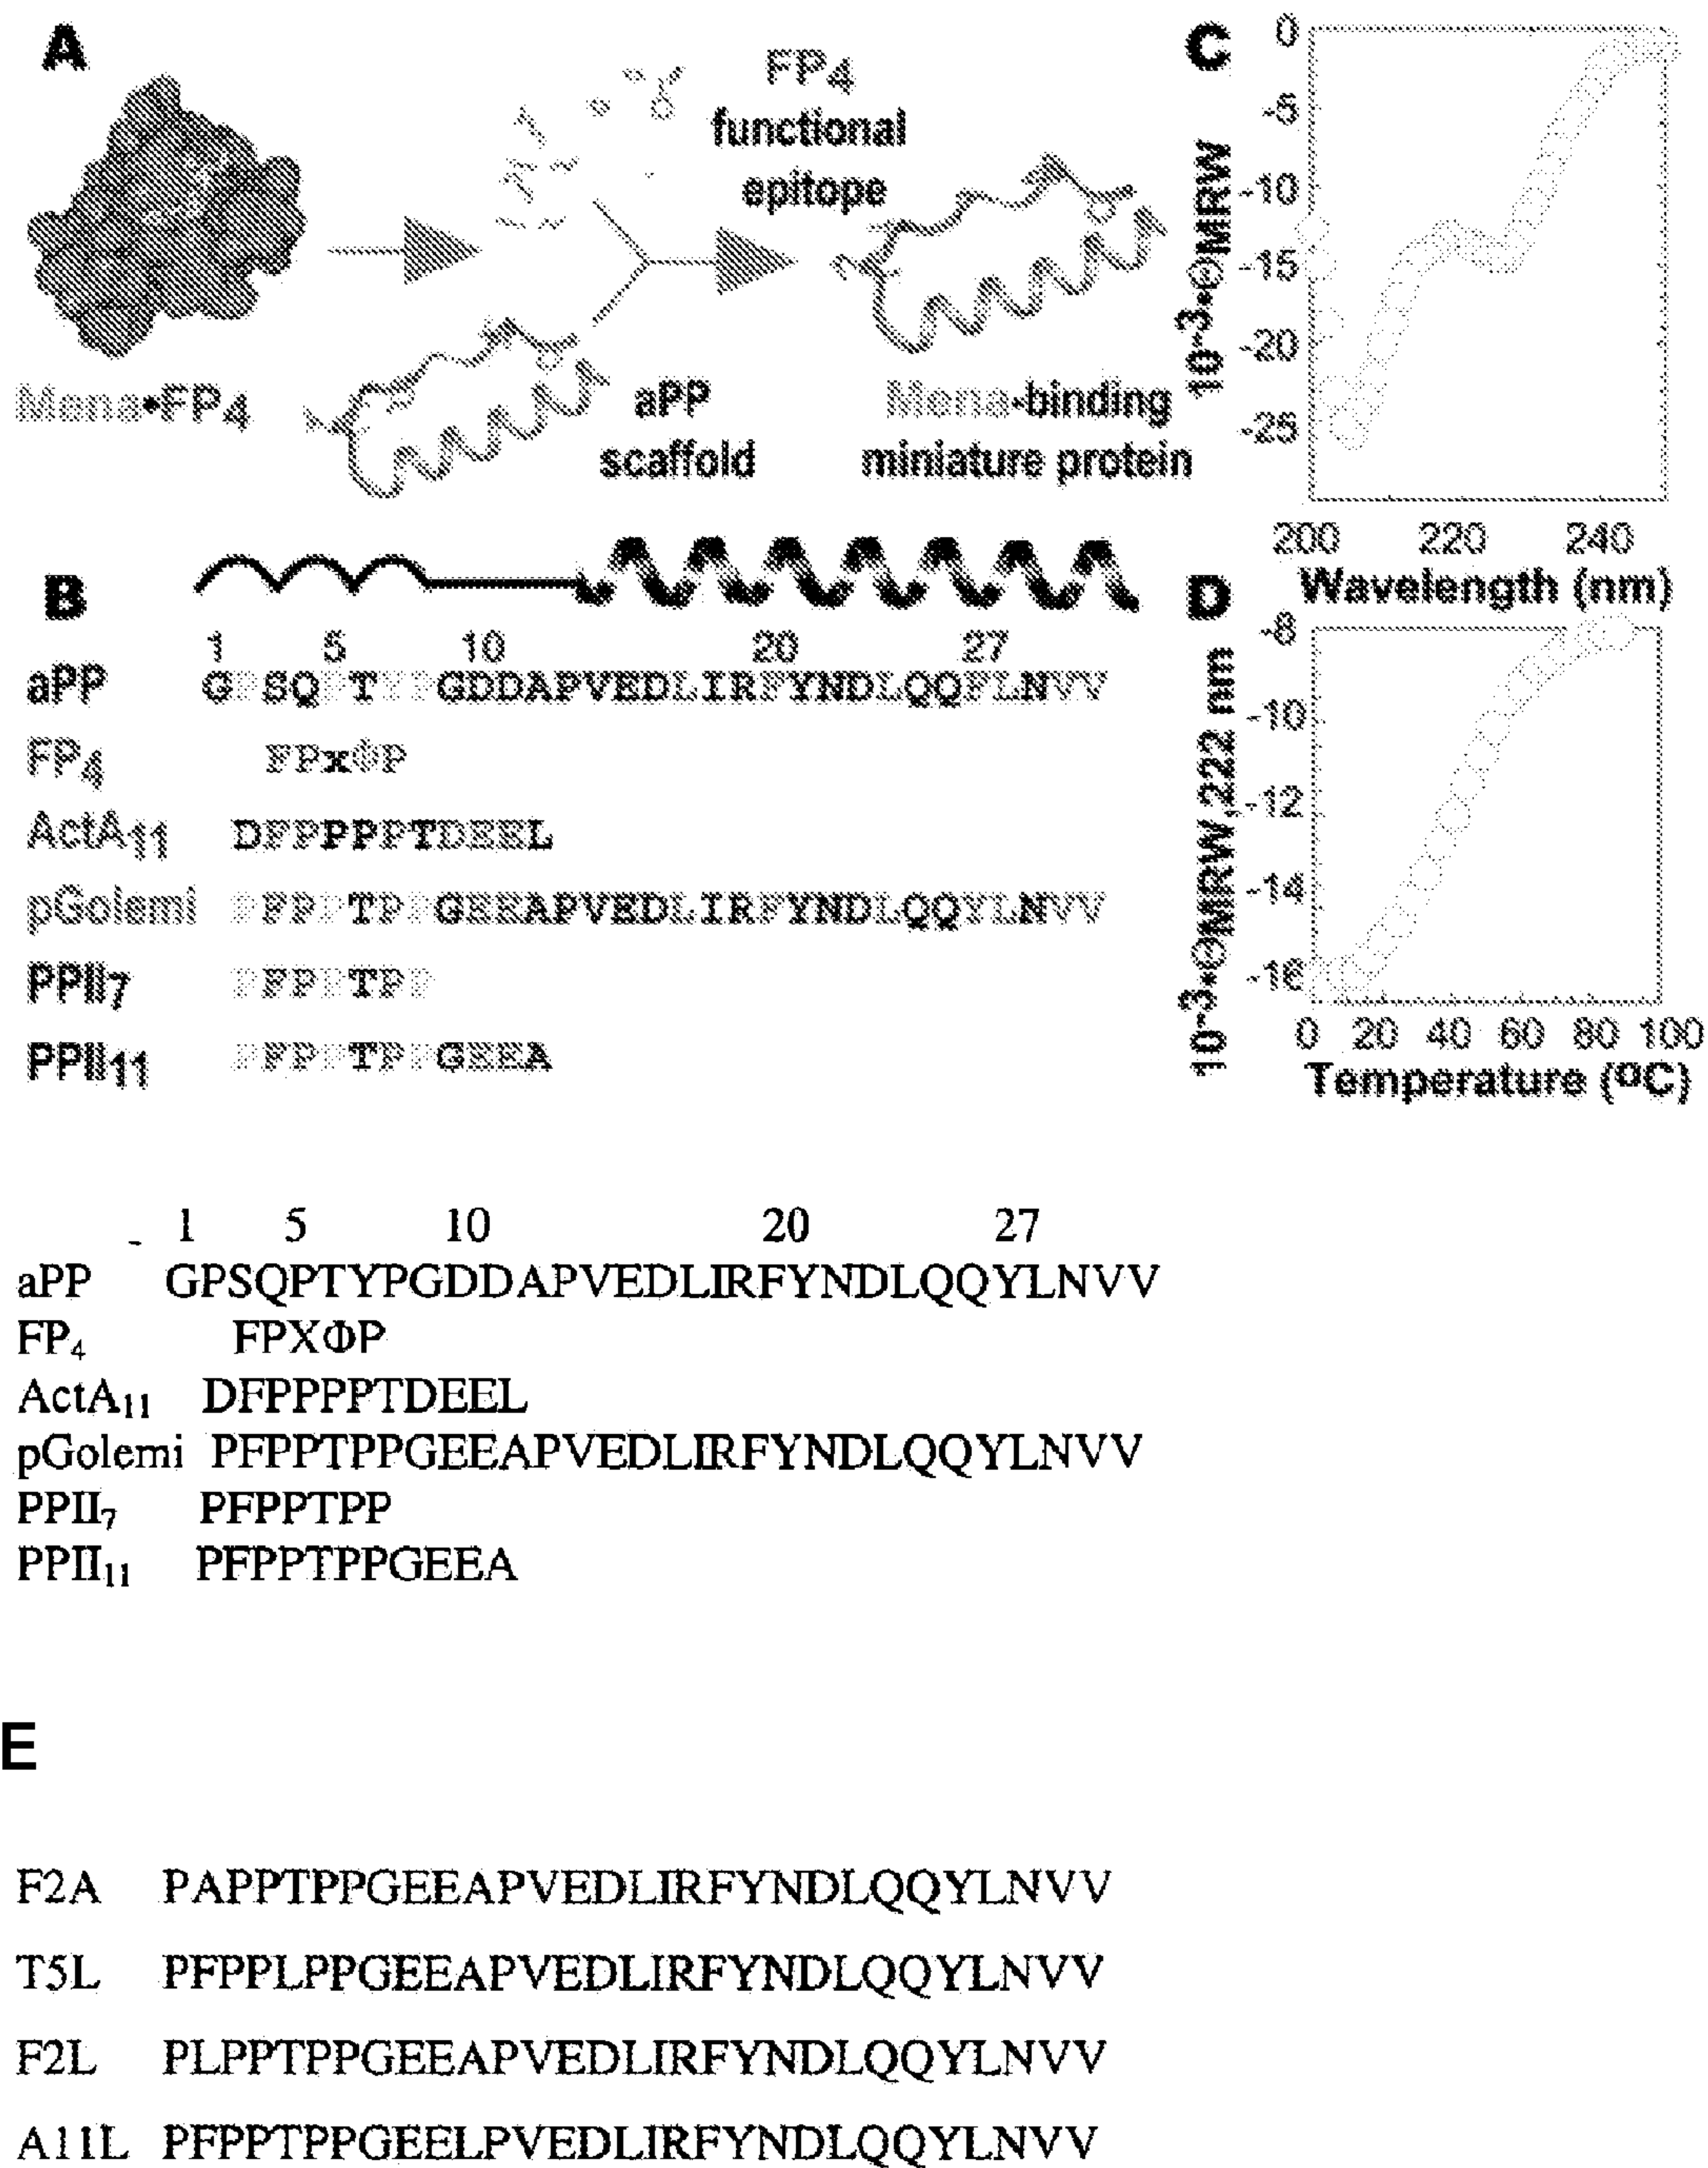 A
FP4
functional
epitope
Mena•FP4
aPP
scaffold
Mena-binding
miniature protein
C
0
-5
-10
-15
-20
-25
10-3•ΘMRW
200 220 240
Wavelength (nm)
B
1 5 10 20 27
aPP G SQ T GDDAPVEDLIRFYNDLQQFLNVV
FP4 FPxΦP
ActA11 DFPPPPTDEEL
pGolemi PFPPTPPGEEAPVEDLIRFYNDLQQYLNVV
PPII7 PFPPTPP
PPII11 PFPPTPPGEEA
D
-8
-10
-12
-14
-16
10-3•ΘMRW,222 nm
0 20 40 60 80 100
Temperature (ºC)
1 5 10 20 27
aPP GPSQPTYPGDDAPVEDLIRFYNDLQQYLNVV
FP4 FPXΦP
ActA11 DFPPPPTDEEL
pGolemi PFPPTPPGEEAPVEDLIRFYNDLQQYLNVV
PPII7 PFPPTPP
PPII11 PFPPTPPGEEA
E
F2A PAPPTPPGEEAPVEDLIRFYNDLQQYLNVV
T5L PFPPLPPGEEAPVEDLIRFYNDLQQYLNVV
F2L PLPPTPPGEEAPVEDLIRFYNDLQQYLNVV
A11L PFPPTPPGEELPVEDLIRFYNDLQQYLNVV